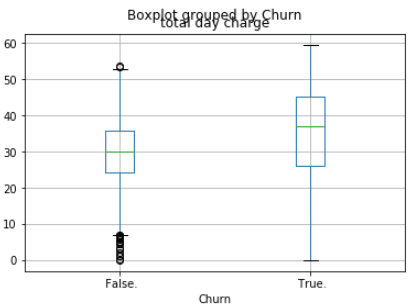 Boxplot grouped by Churn
total day charge
60
50
40
30
20
10
0
False.
True.
Churn